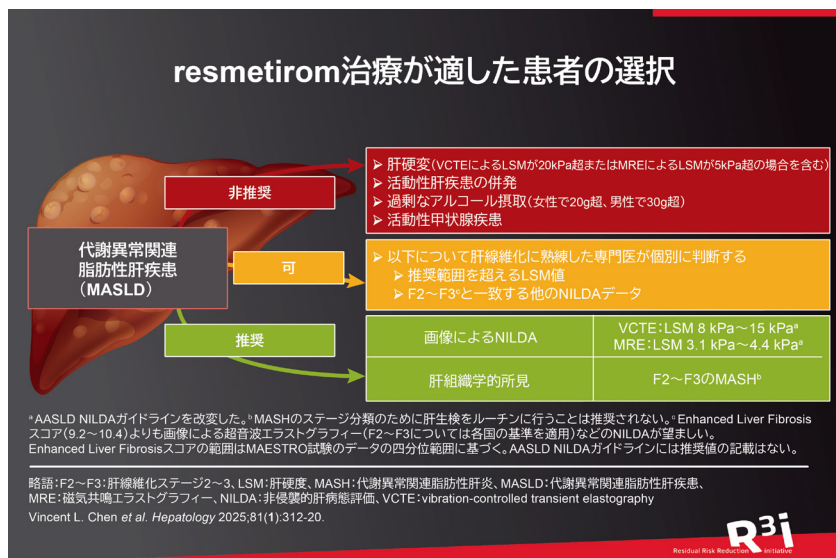 resmetirom治療が適した患者の選択
非推奨
➤ 肝硬変(VCTEによるLSMが20kPa超またはMREによるLSMが5kPa超の場合を含む)
➤ 活動性肝疾患の併発
➤ 過剰なアルコール摂取(女性で20g超、男性で30g超)
➤ 活動性甲状腺疾患
代謝異常関連
脂肪性肝疾患
(MASLD)
可
➤ 以下について肝線維化に熟練した専門医が個別に判断する
➤ 推奨範囲を超えるLSM値
➤ F2~F3ᶜと一致する他のNILDAデータ
推奨
画像によるNILDA
VCTE:LSM 8 kPa~15 kPaᵃ
MRE:LSM 3.1 kPa~4.4 kPaᵃ
肝組織学的所見
F2~F3のMASHᵇ
ᵃ AASLD NILDAガイドラインを改変した。ᵇ MASHのステージ分類のために肝生検をルーチンに行うことは推奨されない。ᶜ Enhanced Liver Fibrosis
スコア(9.2~10.4)よりも画像による超音波エラストグラフィー(F2~F3については各国の基準を適用)などのNILDAが望ましい。
Enhanced Liver Fibrosisスコアの範囲はMAESTRO試験のデータの四分位範囲に基づく。AASLD NILDAガイドラインには推奨値の記載はない。
略語:F2~F3:肝線維化ステージ2~3、LSM:肝硬度、MASH:代謝異常関連脂肪性肝炎、MASLD:代謝異常関連脂肪性肝疾患、
MRE:磁気共鳴エラストグラフィー、NILDA:非侵襲的肝病態評価、VCTE:vibration-controlled transient elastography
Vincent L. Chen et al. Hepatology 2025;81(1):312-20.
R³i
Residual Risk Reduction initiative